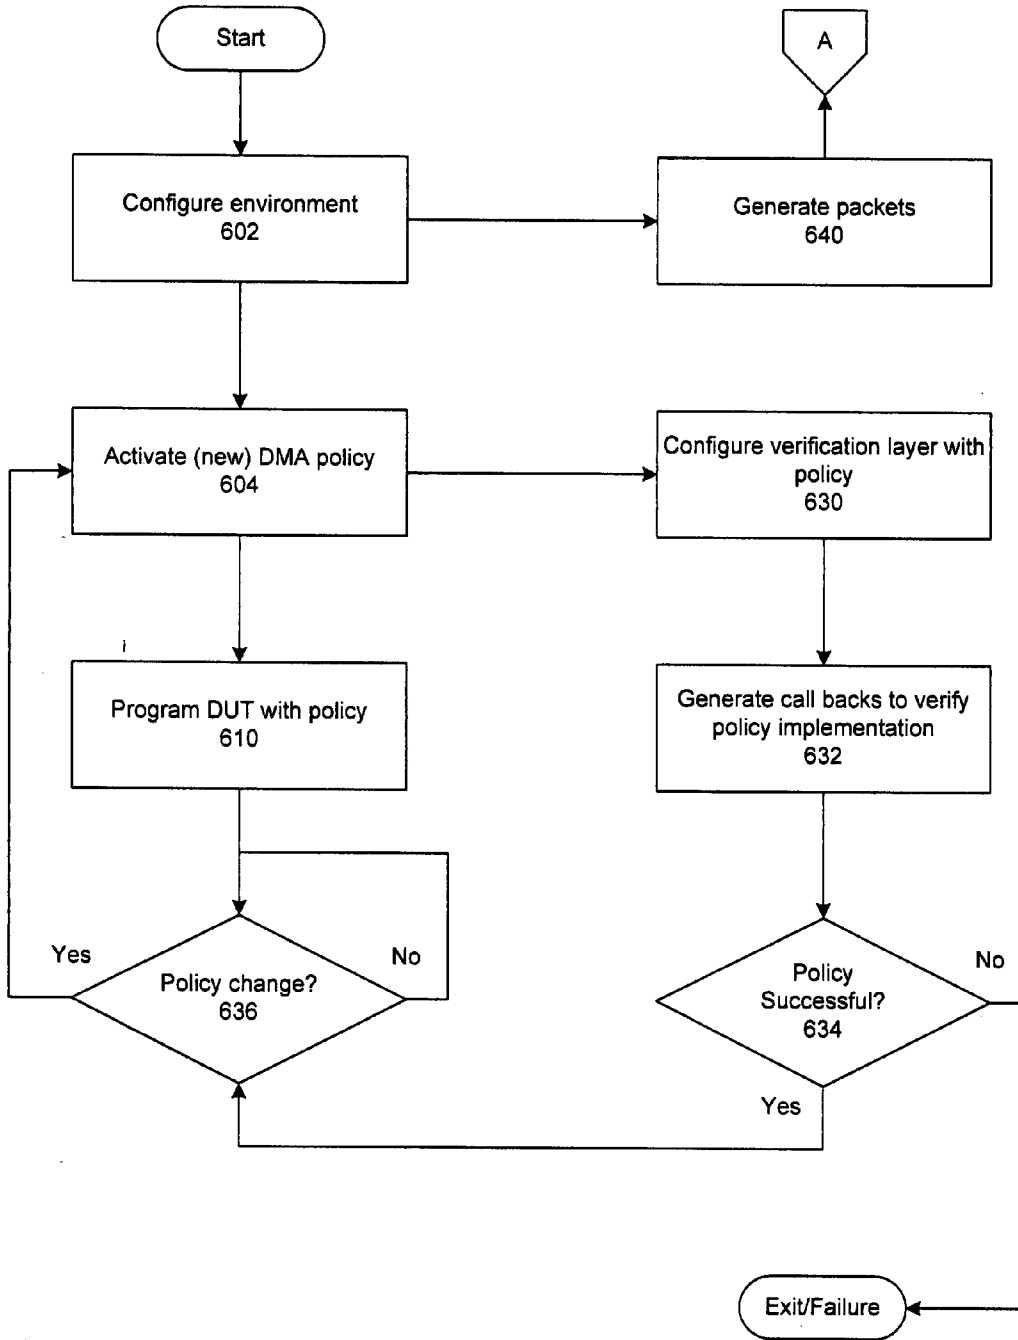 Start
A
Configure environment
602
Generate packets
640
Activate (new) DMA policy
604
Configure verification layer with
policy
630
Program DUT with policy
610
Generate call backs to verify
policy implementation
632
Yes
Policy change?
636
No
Policy
Successful?
634
No
Yes
Exit/Failure